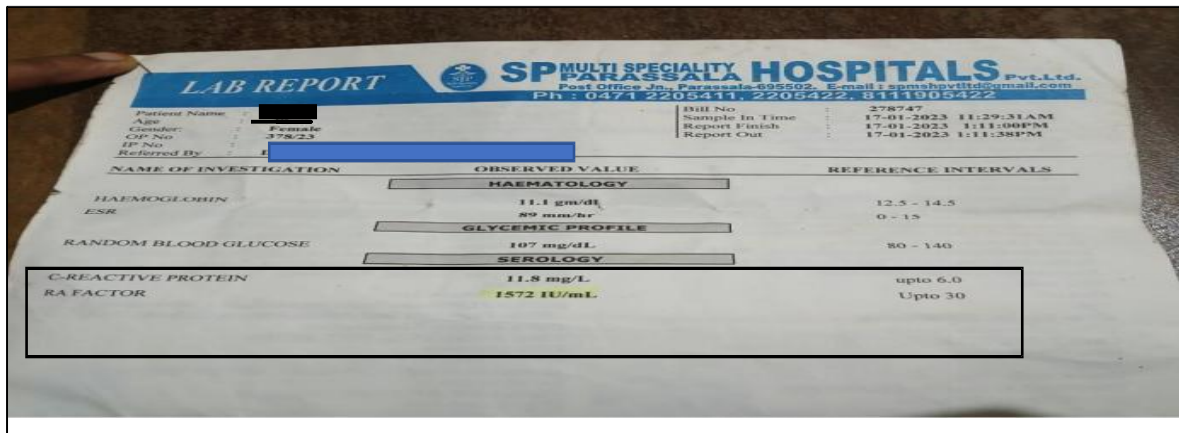 LAB REPORT
SP MULTI SPECIALITY PARASSALA HOSPITALS Pvt.Ltd.
Post Office Jn., Parassala-695502. E-mail : spmshpvtltd@gmail.com
Ph : 0471 2205411, 2205422, 8111905422
Patient Name :
Age
Gender: : Female
OP No : 378/23
IP No :
Referred By :
Bill No : 278747
Sample In Time : 17-01-2023 11:29:31AM
Report Finish : 17-01-2023 1:11:00PM
Report Out : 17-01-2023 1:11:38PM
NAME OF INVESTIGATION OBSERVED VALUE REFERENCE INTERVALS
HAEMATOLOGY
HAEMOGLOBIN 11.1 gm/dl 12.5 - 14.5
ESR 89 mm/hr 0 - 15
GLYCEMIC PROFILE
RANDOM BLOOD GLUCOSE 107 mg/dL 80 - 140
SEROLOGY
C-REACTIVE PROTEIN 11.8 mg/L upto 6.0
RA FACTOR 1572 IU/mL Upto 30